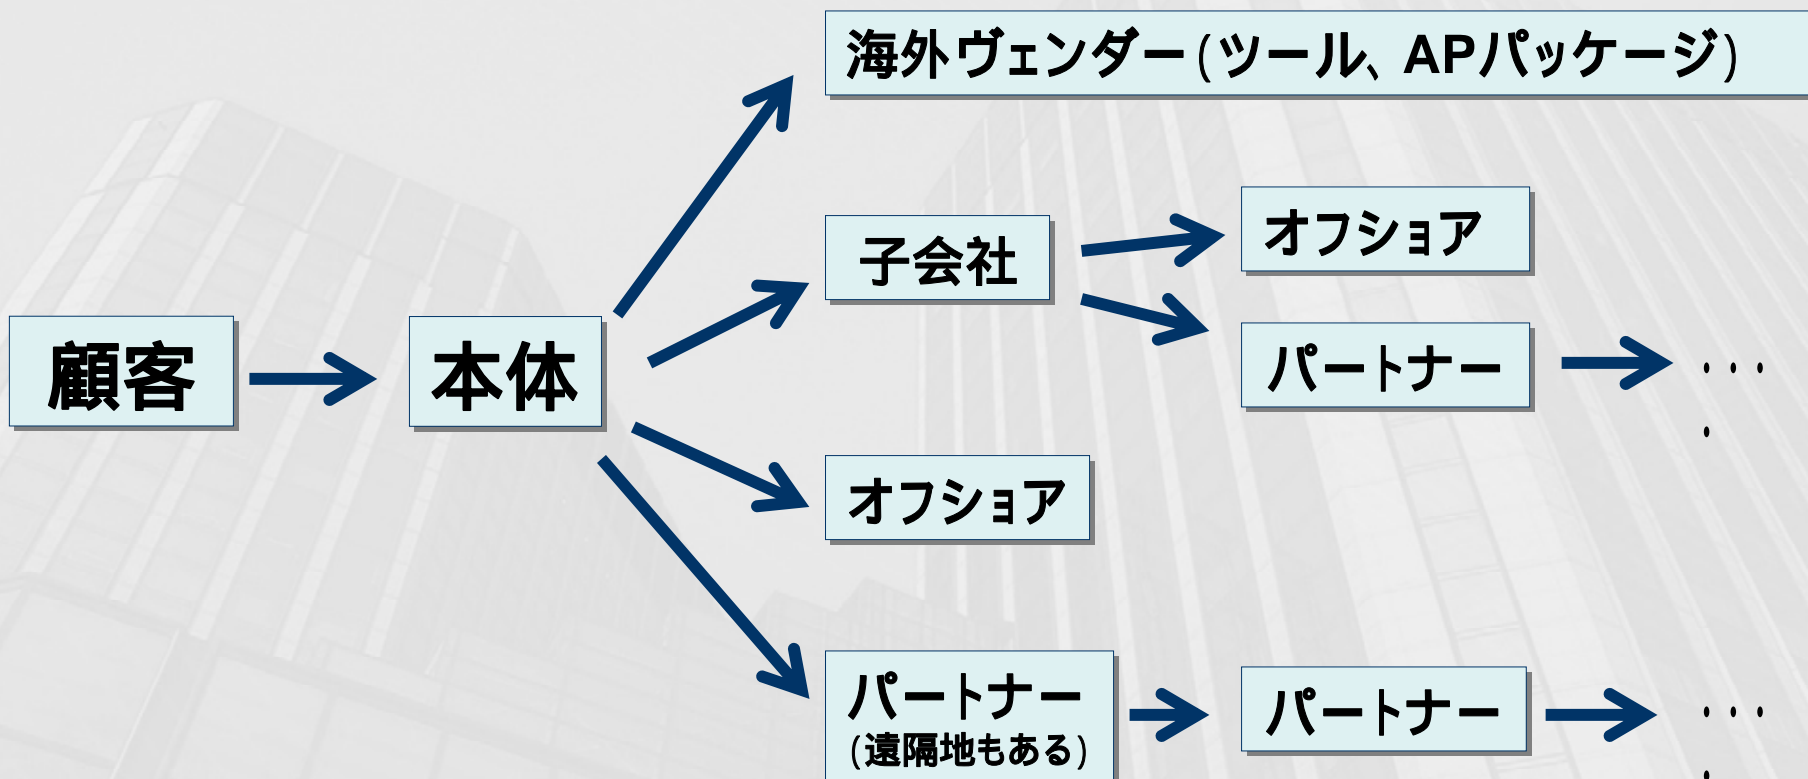 海外ヴェンダー(ツール、APパッケージ)
子会社
オフショア
パートナー
・・・
・
顧客
本体
オフショア
パートナー
(遠隔地もある)
パートナー
・・・
・